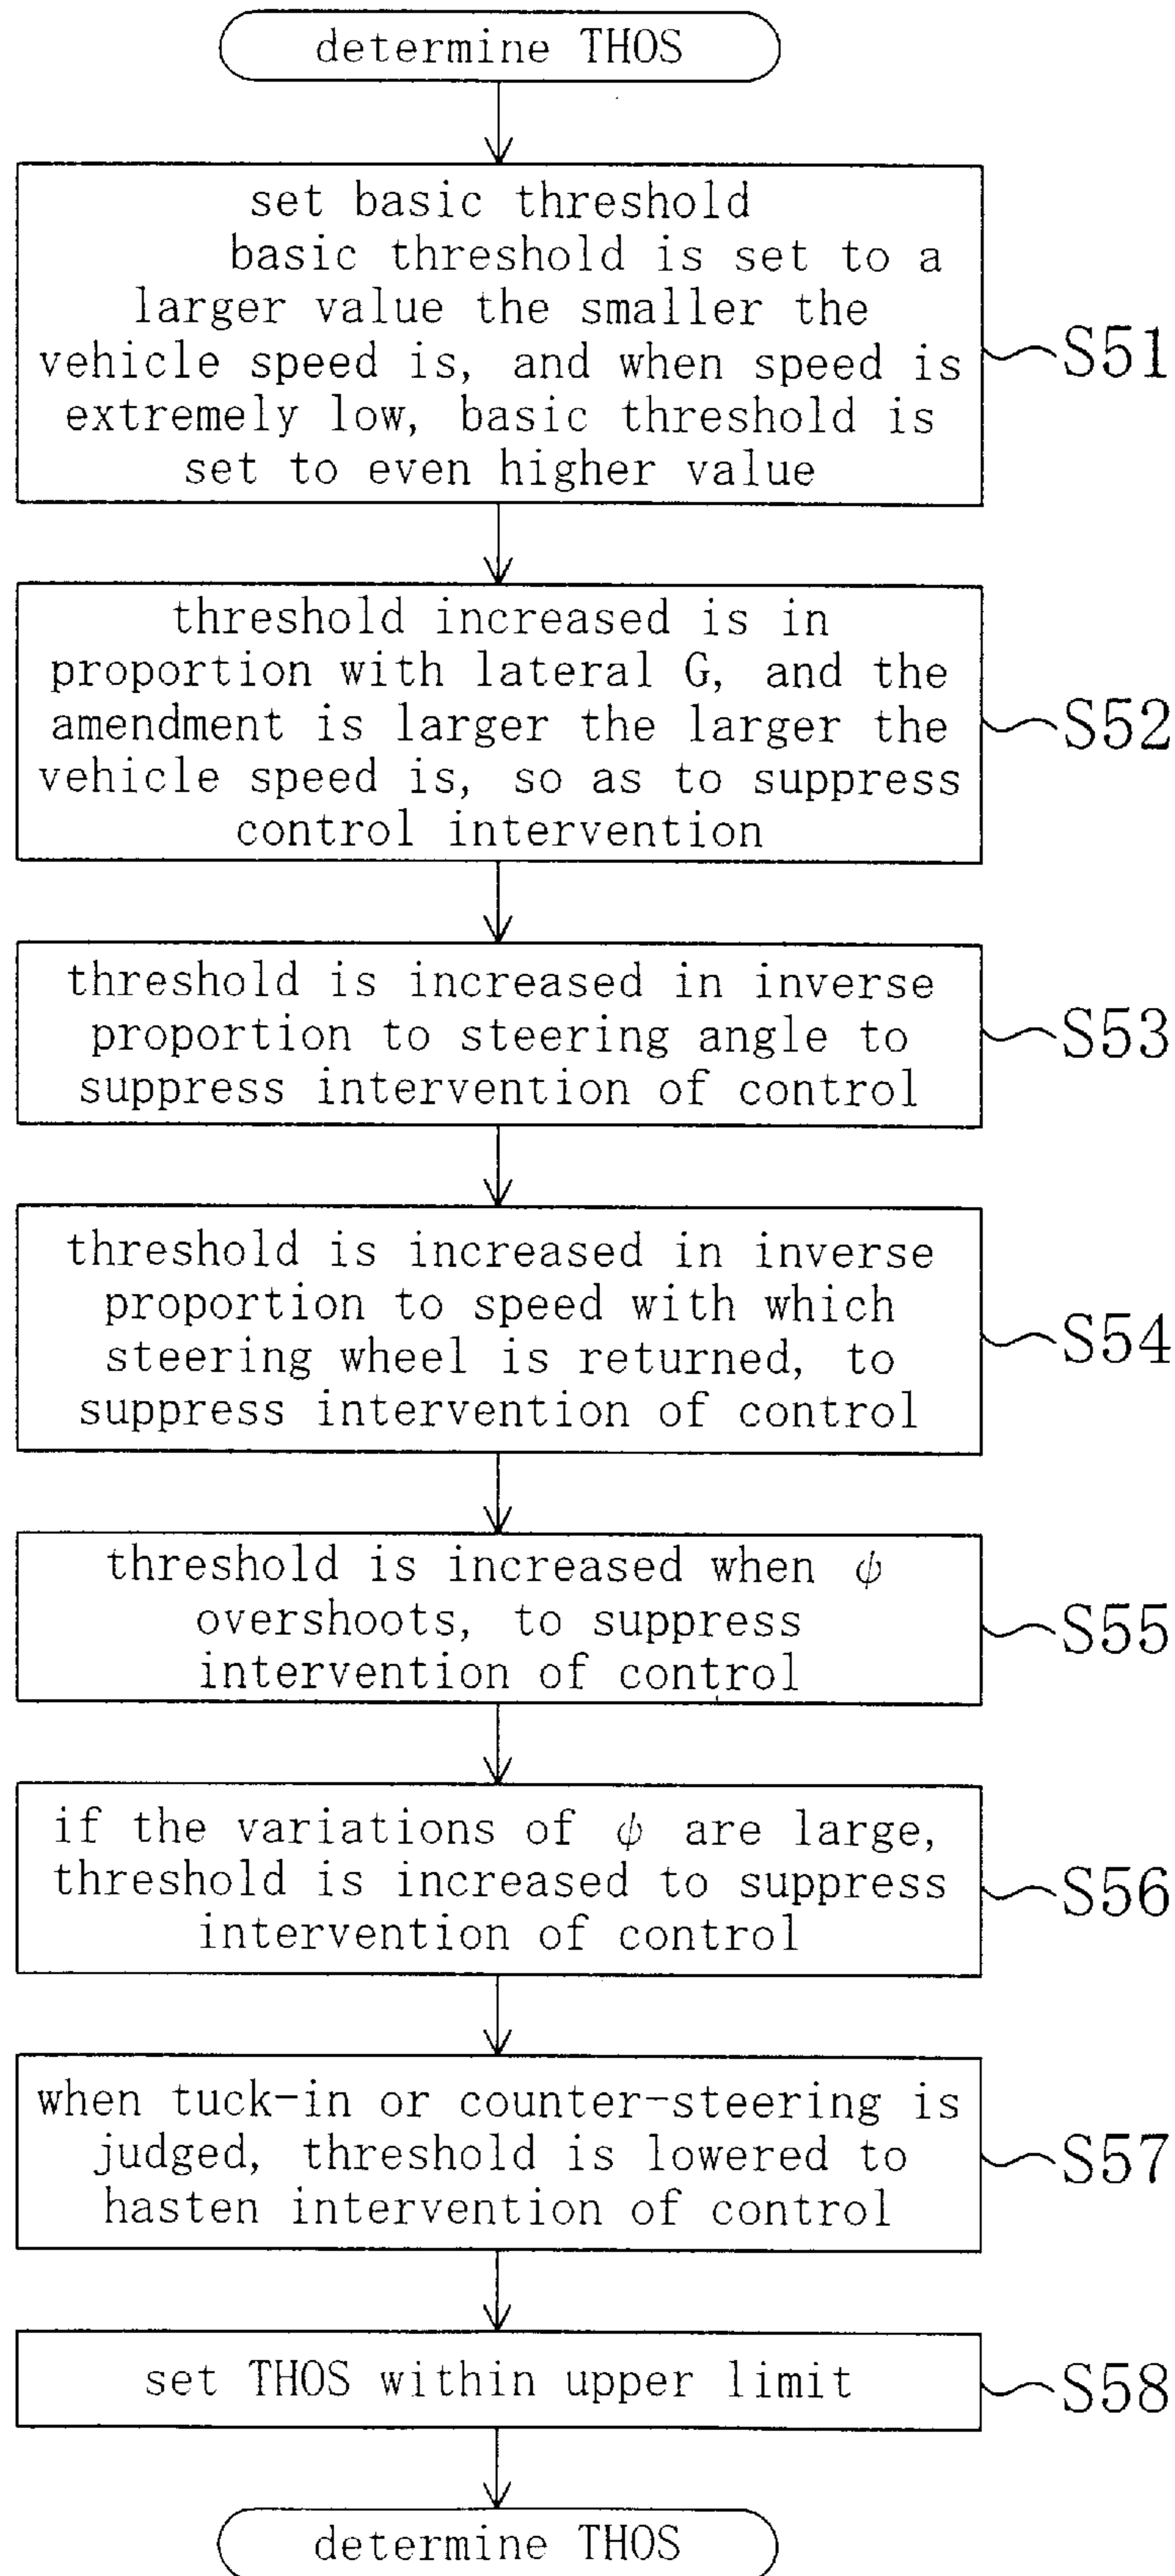 determine THOS
set basic threshold
basic threshold is set to a
larger value the smaller the
vehicle speed is, and when speed is
extremely low, basic threshold is
set to even higher value
S51
threshold increased is in
proportion with lateral G, and the
amendment is larger the larger the
vehicle speed is, so as to suppress
control intervention
S52
threshold is increased in inverse
proportion to steering angle to
suppress intervention of control
S53
threshold is increased in inverse
proportion to speed with which
steering wheel is returned, to
suppress intervention of control
S54
threshold is increased when ψ
overshoots, to suppress
intervention of control
S55
if the variations of ψ are large,
threshold is increased to suppress
intervention of control
S56
when tuck-in or counter-steering is
judged, threshold is lowered to
hasten intervention of control
S57
set THOS within upper limit
S58
determine THOS